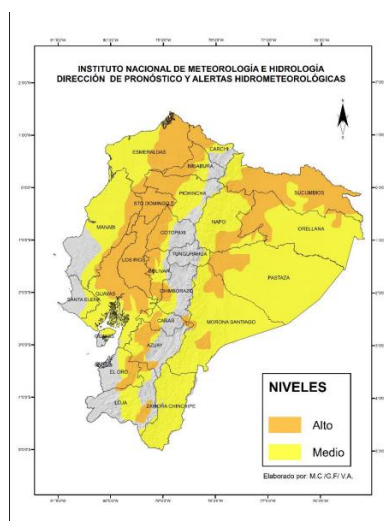 INSTITUTO NACIONAL DE METEOROLOGÍA E HIDROLOGÍA
DIRECCIÓN DE PRONÓSTICO Y ALERTAS HIDROMETEOROLÓGICAS
N
ESMERALDAS
CARCHI
IMBABURA
SUCUMBIOS
PICHINCHA
STO DOMINGO
NAPO
ORELLANA
MANABI
COTOPAXI
TUNGURAHUA
LOS RIOS
BOLIVAR
PASTAZA
GUAYAS
CHIMBORAZO
SANTA ELENA
MORONA SANTIAGO
CAÑAR
AZUAY
EL ORO
LOJA
ZAMORA CHINCHIPE
NIVELES
Alto
Medio
Elaborado por: M.C /G.F/ V.A.